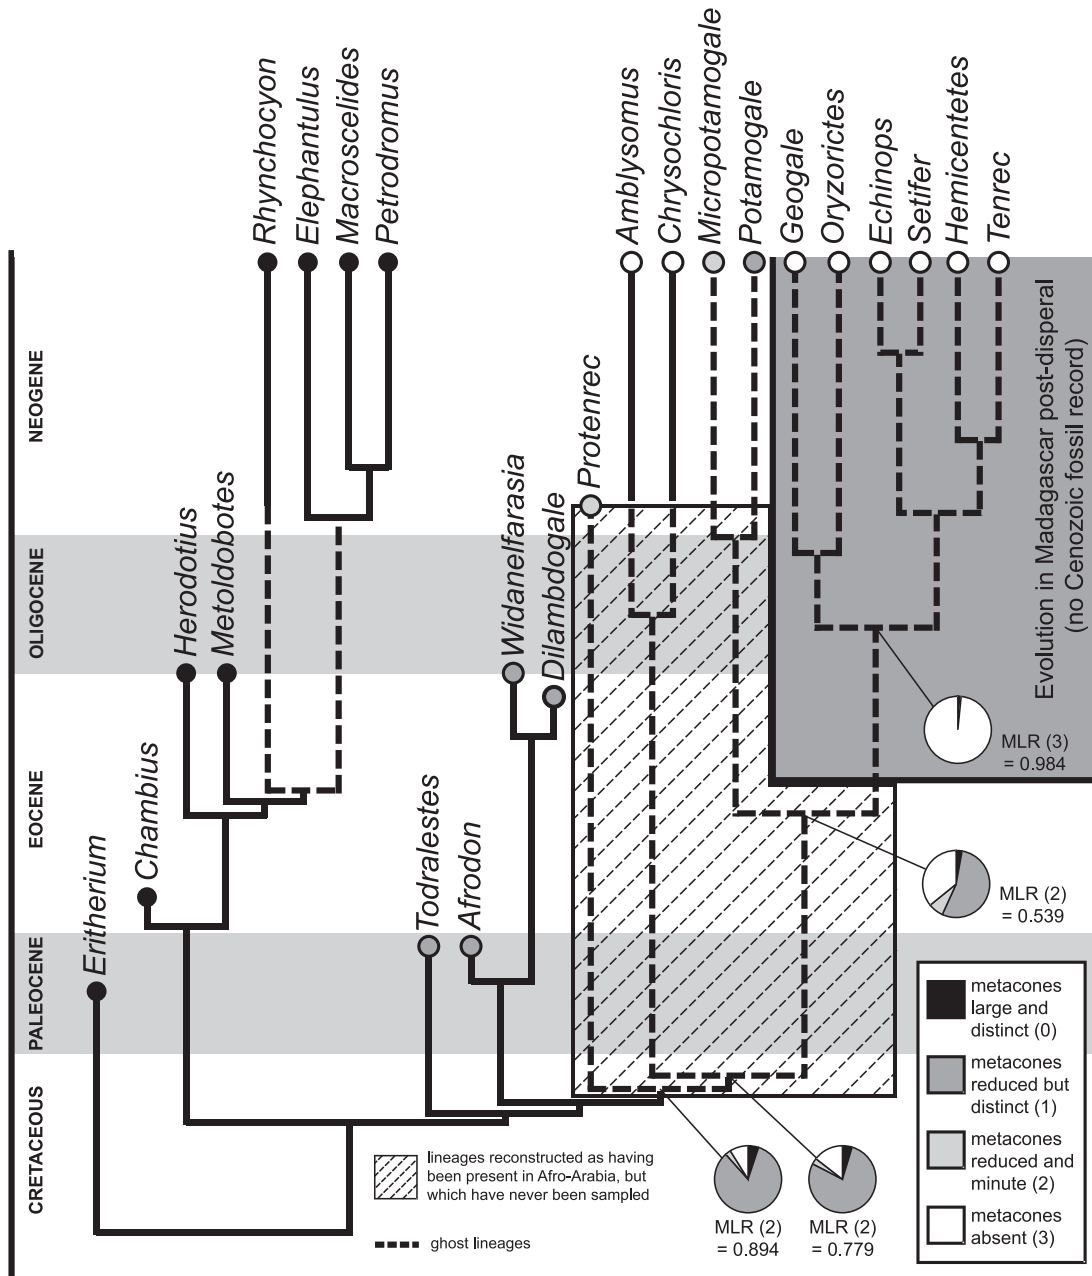 Rhynchocyon
Elephantulus
Macroscelides
Petrodromus
Amblysomus
Chrysochloris
Micropotamogale
Potamogale
Geogale
Oryzorictes
Echinops
Setifer
Hemicentetes
Tenrec
Protenrec
Herodotius
Metoldobotes
Widanelfarasia
Dilambdogale
Chambius
Todralestes
Afrodon
Eritherium
NEOGENE
OLIGOCENE
EOCENE
PALEOCENE
CRETACEOUS
Evolution in Madagascar post-disperal
(no Cenozoic fossil record)
MLR (3)
= 0.984
MLR (2)
= 0.539
MLR (2)
= 0.894
MLR (2)
= 0.779
metacones
large and
distinct (0)
metacones
reduced but
distinct (1)
metacones
reduced and
minute (2)
metacones
absent (3)
lineages reconstructed as having
been present in Afro-Arabia, but
which have never been sampled
ghost lineages